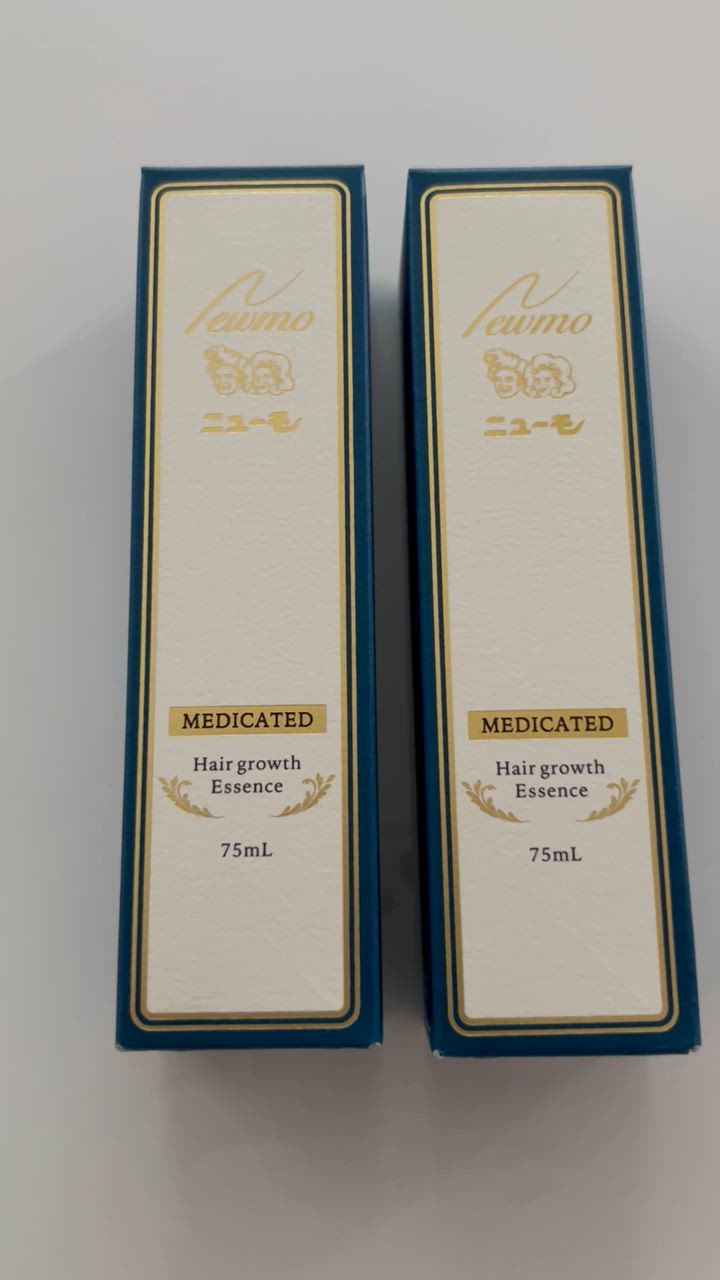 Newmo
ニューモ
MEDICATED
Hair growth
Essence
75mL
Newmo
ニューモ
MEDICATED
Hair growth
Essence
75mL